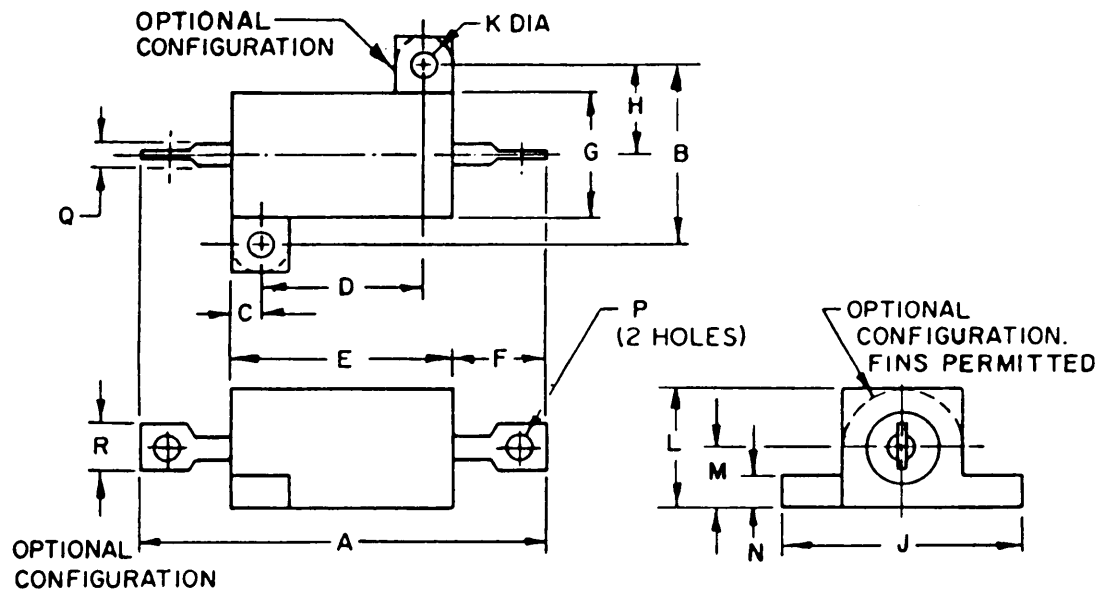 OPTIONAL
CONFIGURATION
K DIA
H
B
G
Q
D
C
P
(2 HOLES)
E
F
OPTIONAL
CONFIGURATION.
FINS PERMITTED
R
L
M
N
J
A
OPTIONAL
CONFIGURATION